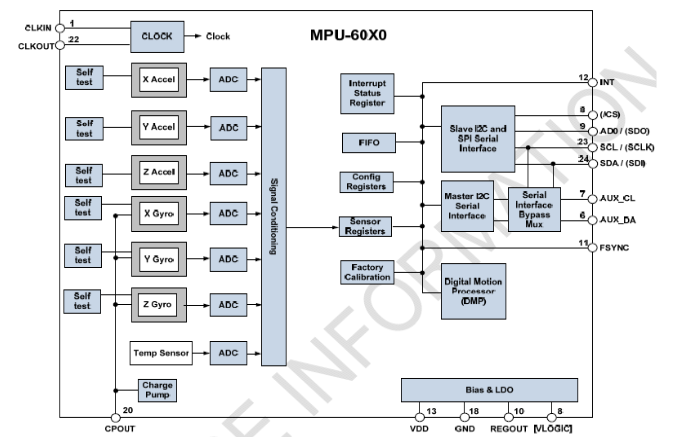 CLKIN 1
CLKOUT 22
CLOCK
Clock
MPU-60X0
Self test
X Accel
ADC
Self test
Y Accel
ADC
Self test
Z Accel
ADC
Self test
X Gyro
ADC
Self test
Y Gyro
ADC
Self test
Z Gyro
ADC
Temp Sensor
ADC
Signal Conditioning
Charge Pump
20
CPOUT
Interrupt Status Register
FIFO
Config Registers
Sensor Registers
Factory Calibration
Slave I2C and SPI Serial Interface
Master I2C Serial Interface
Serial Interface Bypass Mux
Digital Motion Processor (DMP)
12 INT
8 (/CS)
9 AD0 / (SDO)
23 SCL / (SCLK)
24 SDA / (SDI)
7 AUX_CL
6 AUX_DA
11 FSYNC
Bias & LDO
13 18 10 8
VDD GND REGOUT [VLOGIC]
E INFORMATION